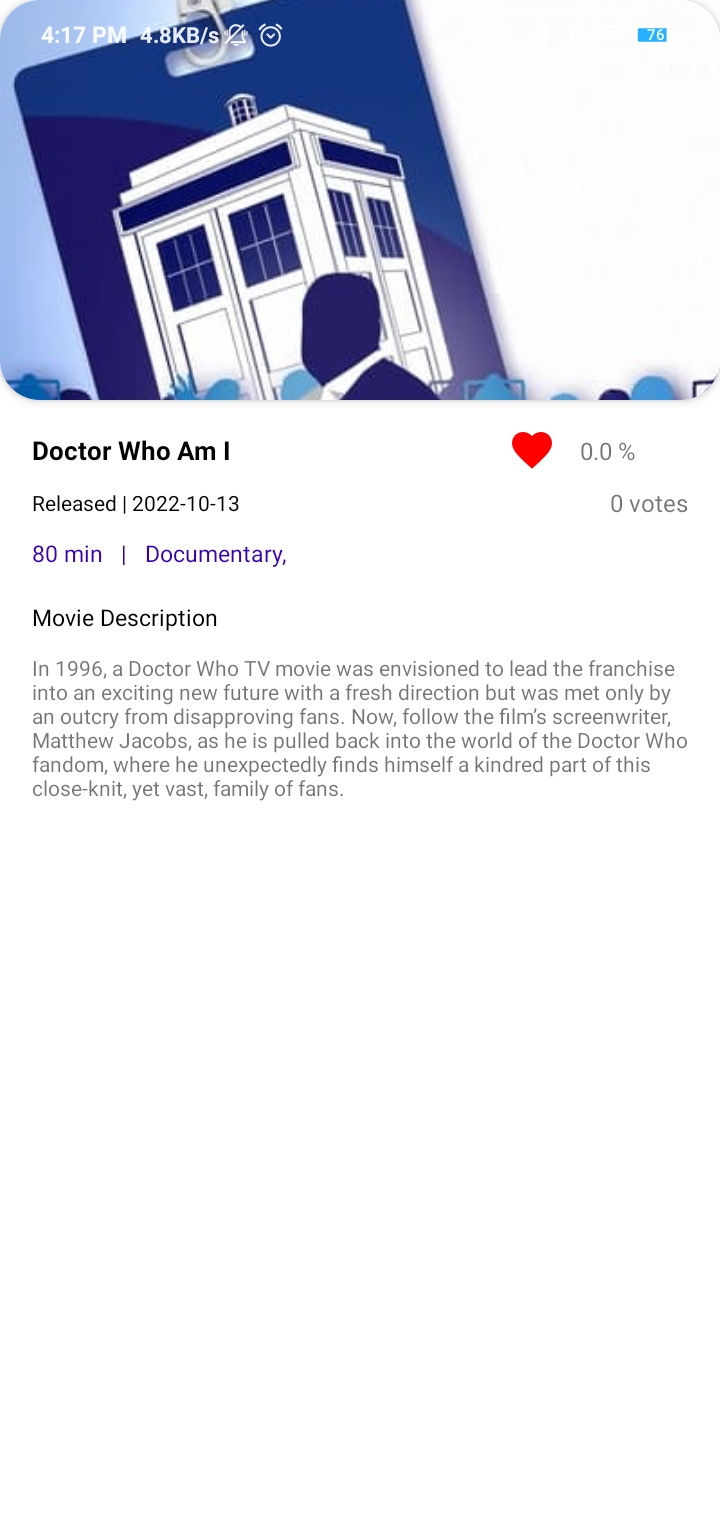 4:17 PM 4.8KB/s 76
Doctor Who Am I 0.0 %
Released | 2022-10-13 0 votes
80 min | Documentary,
Movie Description
In 1996, a Doctor Who TV movie was envisioned to lead the franchise
into an exciting new future with a fresh direction but was met only by
an outcry from disapproving fans. Now, follow the film’s screenwriter,
Matthew Jacobs, as he is pulled back into the world of the Doctor Who
fandom, where he unexpectedly finds himself a kindred part of this
close-knit, yet vast, family of fans.